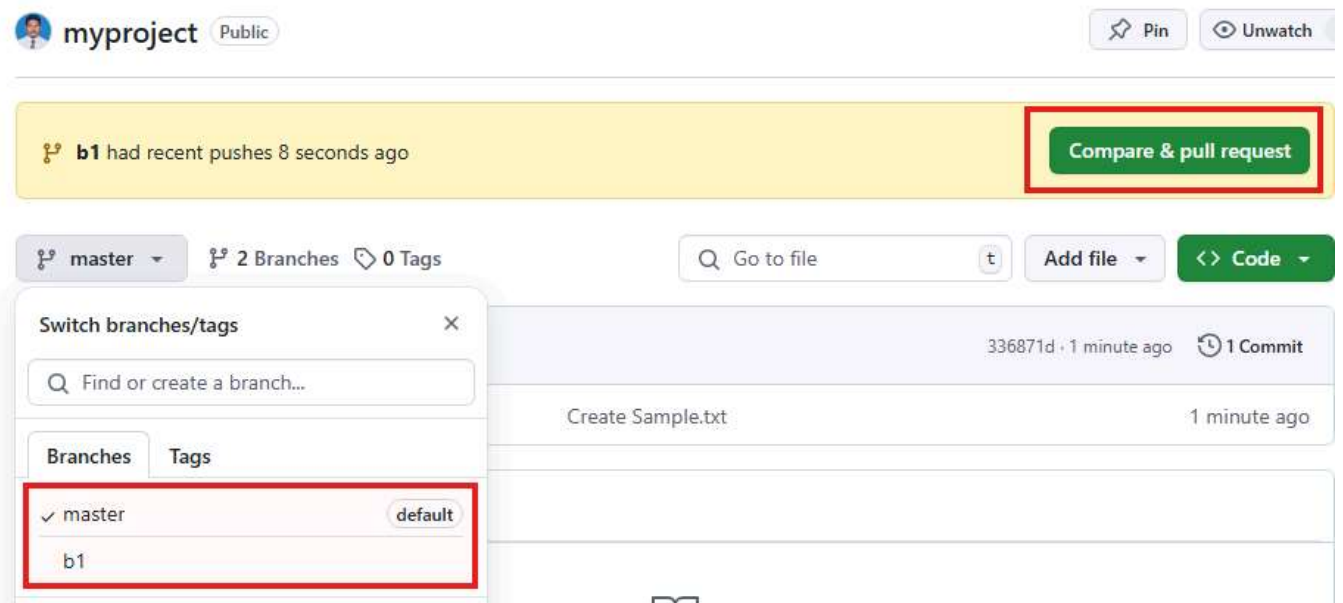 myproject Public Pin Unwatch
b1 had recent pushes 8 seconds ago Compare & pull request
master 2 Branches 0 Tags Go to file t Add file Code
Switch branches/tags
336871d · 1 minute ago 1 Commit
Find or create a branch...
Create Sample.txt 1 minute ago
Branches Tags
master default
b1